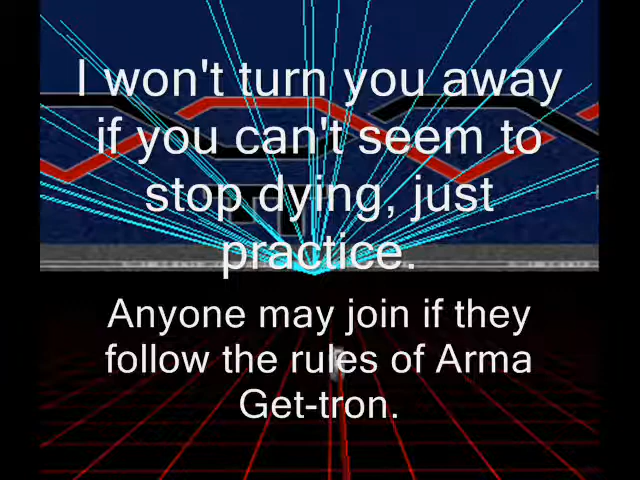 I won't turn you away
if you can't seem to
stop dying, just
practice.
Anyone may join if they
follow the rules of Arma
Get-tron.